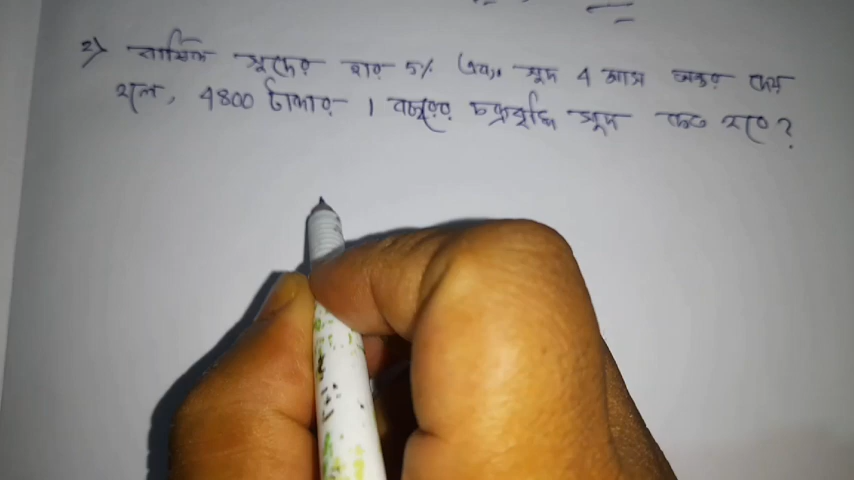 ২) বার্ষিক সুদের হার 5% এবং সুদ 4 মাস অন্তর দেয়
হলে, 4800 টাকার 1 বছরের চক্রবৃদ্ধি সুদ কত হবে?